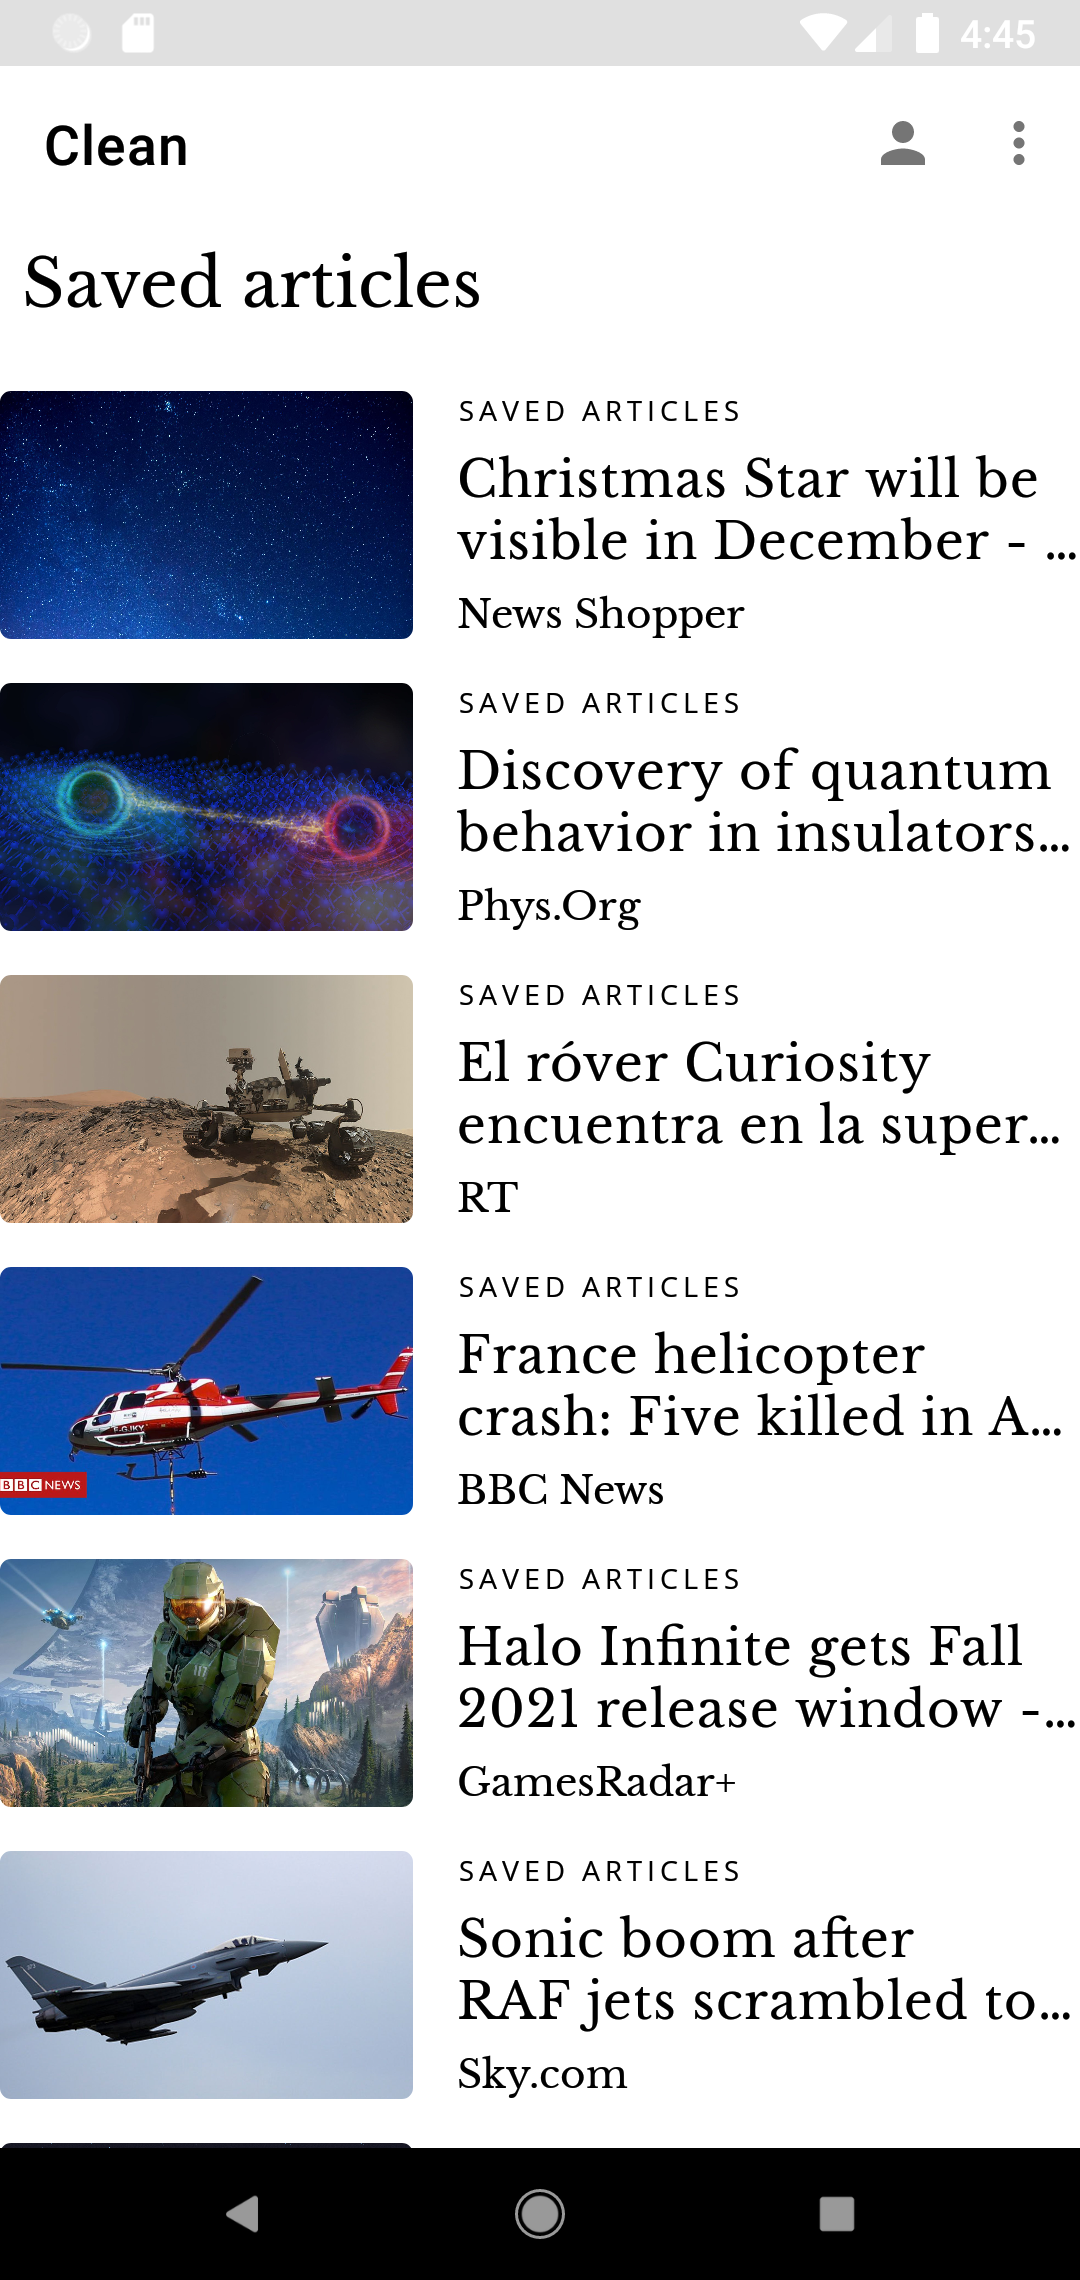 4:45
Clean
Saved articles
SAVED ARTICLES
Christmas Star will be
visible in December - …
News Shopper
SAVED ARTICLES
Discovery of quantum
behavior in insulators…
Phys.Org
SAVED ARTICLES
El róver Curiosity
encuentra en la super…
RT
SAVED ARTICLES
France helicopter
crash: Five killed in A…
BBC News
BBC NEWS
SAVED ARTICLES
Halo Infinite gets Fall
2021 release window -…
GamesRadar+
117
SAVED ARTICLES
Sonic boom after
RAF jets scrambled to…
Sky.com